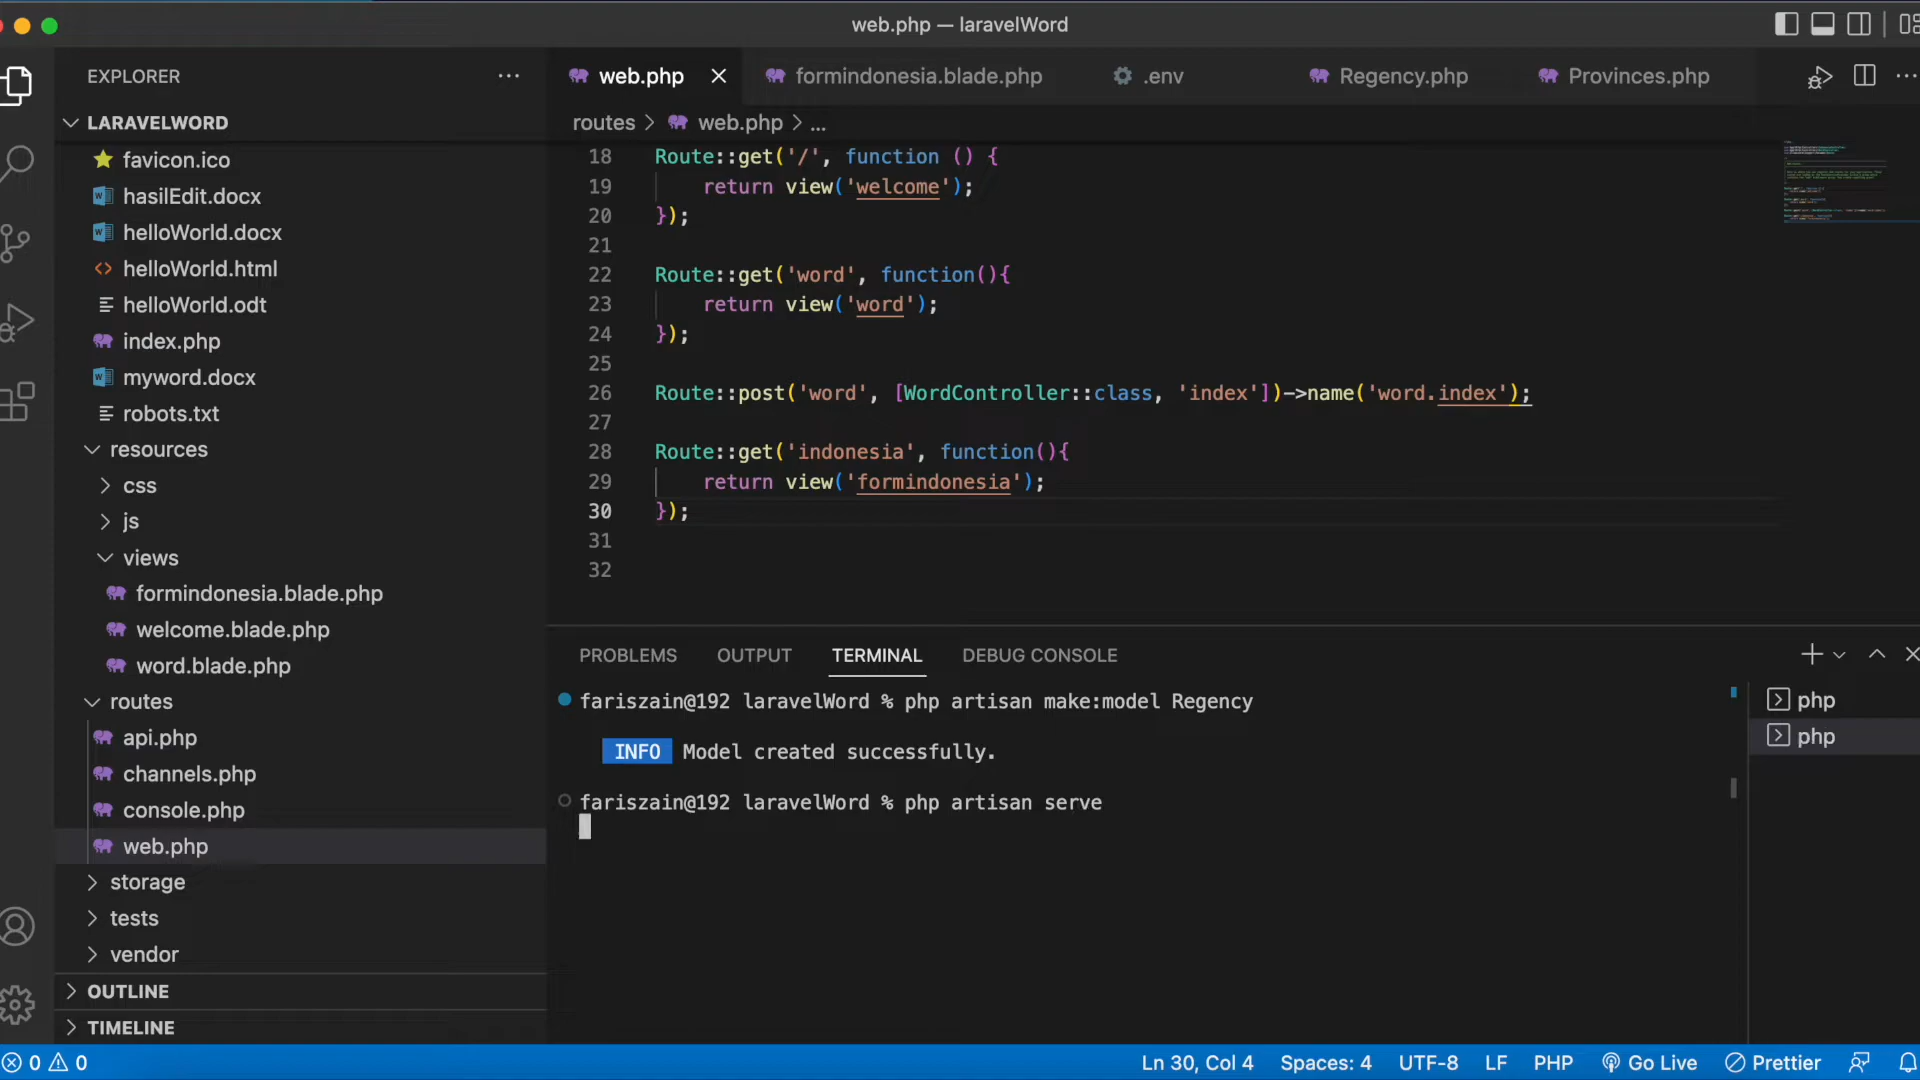 web.php — laravelWord
EXPLORER
LARAVELWORD
favicon.ico
hasilEdit.docx
helloWorld.docx
helloWorld.html
helloWorld.odt
index.php
myword.docx
robots.txt
resources
css
js
views
formindonesia.blade.php
welcome.blade.php
word.blade.php
routes
api.php
channels.php
console.php
web.php
storage
tests
vendor
OUTLINE
TIMELINE
web.php formindonesia.blade.php .env Regency.php Provinces.php
routes > web.php > ...
18 Route::get('/', function () {
19 return view('welcome');
20 });
21
22 Route::get('word', function(){
23 return view('word');
24 });
25
26 Route::post('word', [WordController::class, 'index'])->name('word.index');
27
28 Route::get('indonesia', function(){
29 return view('formindonesia');
30 });
31
32
PROBLEMS OUTPUT TERMINAL DEBUG CONSOLE
fariszain@192 laravelWord % php artisan make:model Regency
INFO Model created successfully.
fariszain@192 laravelWord % php artisan serve
php
php
0 0 Ln 30, Col 4 Spaces: 4 UTF-8 LF PHP Go Live Prettier